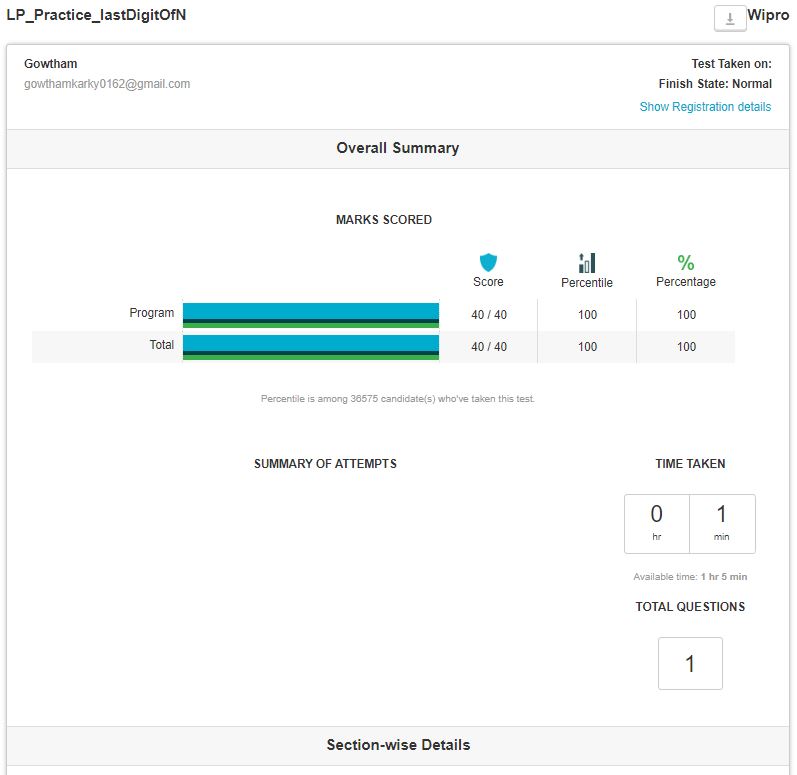 LP_Practice_lastDigitOfN
Wipro
Gowtham
Test Taken on:
gowthamkarky0162@gmail.com
Finish State: Normal
Show Registration details
Overall Summary
MARKS SCORED
%
Score Percentile Percentage
Program 40 / 40 100 100
Total 40 / 40 100 100
Percentile is among 36575 candidate(s) who've taken this test.
SUMMARY OF ATTEMPTS
TIME TAKEN
0 1
hr min
Available time: 1 hr 5 min
TOTAL QUESTIONS
1
Section-wise Details